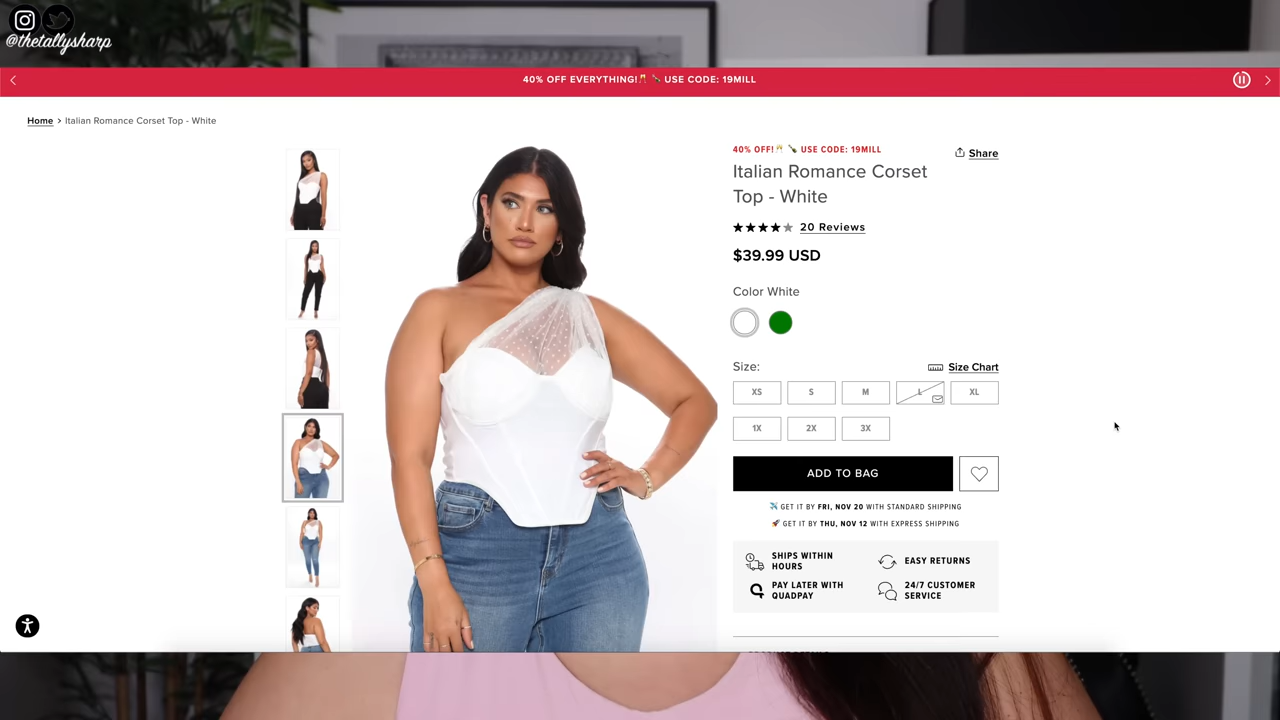 @thetallysharp
40% OFF EVERYTHING!🥂 🍾 USE CODE: 19MILL
Home > Italian Romance Corset Top - White
40% OFF!🥂 🍾 USE CODE: 19MILL
Share
Italian Romance Corset
Top - White
20 Reviews
$39.99 USD
Color White
Size:
Size Chart
XS S M L XL
1X 2X 3X
ADD TO BAG
✈️ GET IT BY FRI, NOV 20 WITH STANDARD SHIPPING
🚀 GET IT BY THU, NOV 12 WITH EXPRESS SHIPPING
SHIPS WITHIN
HOURS
EASY RETURNS
PAY LATER WITH
QUADPAY
24/7 CUSTOMER
SERVICE